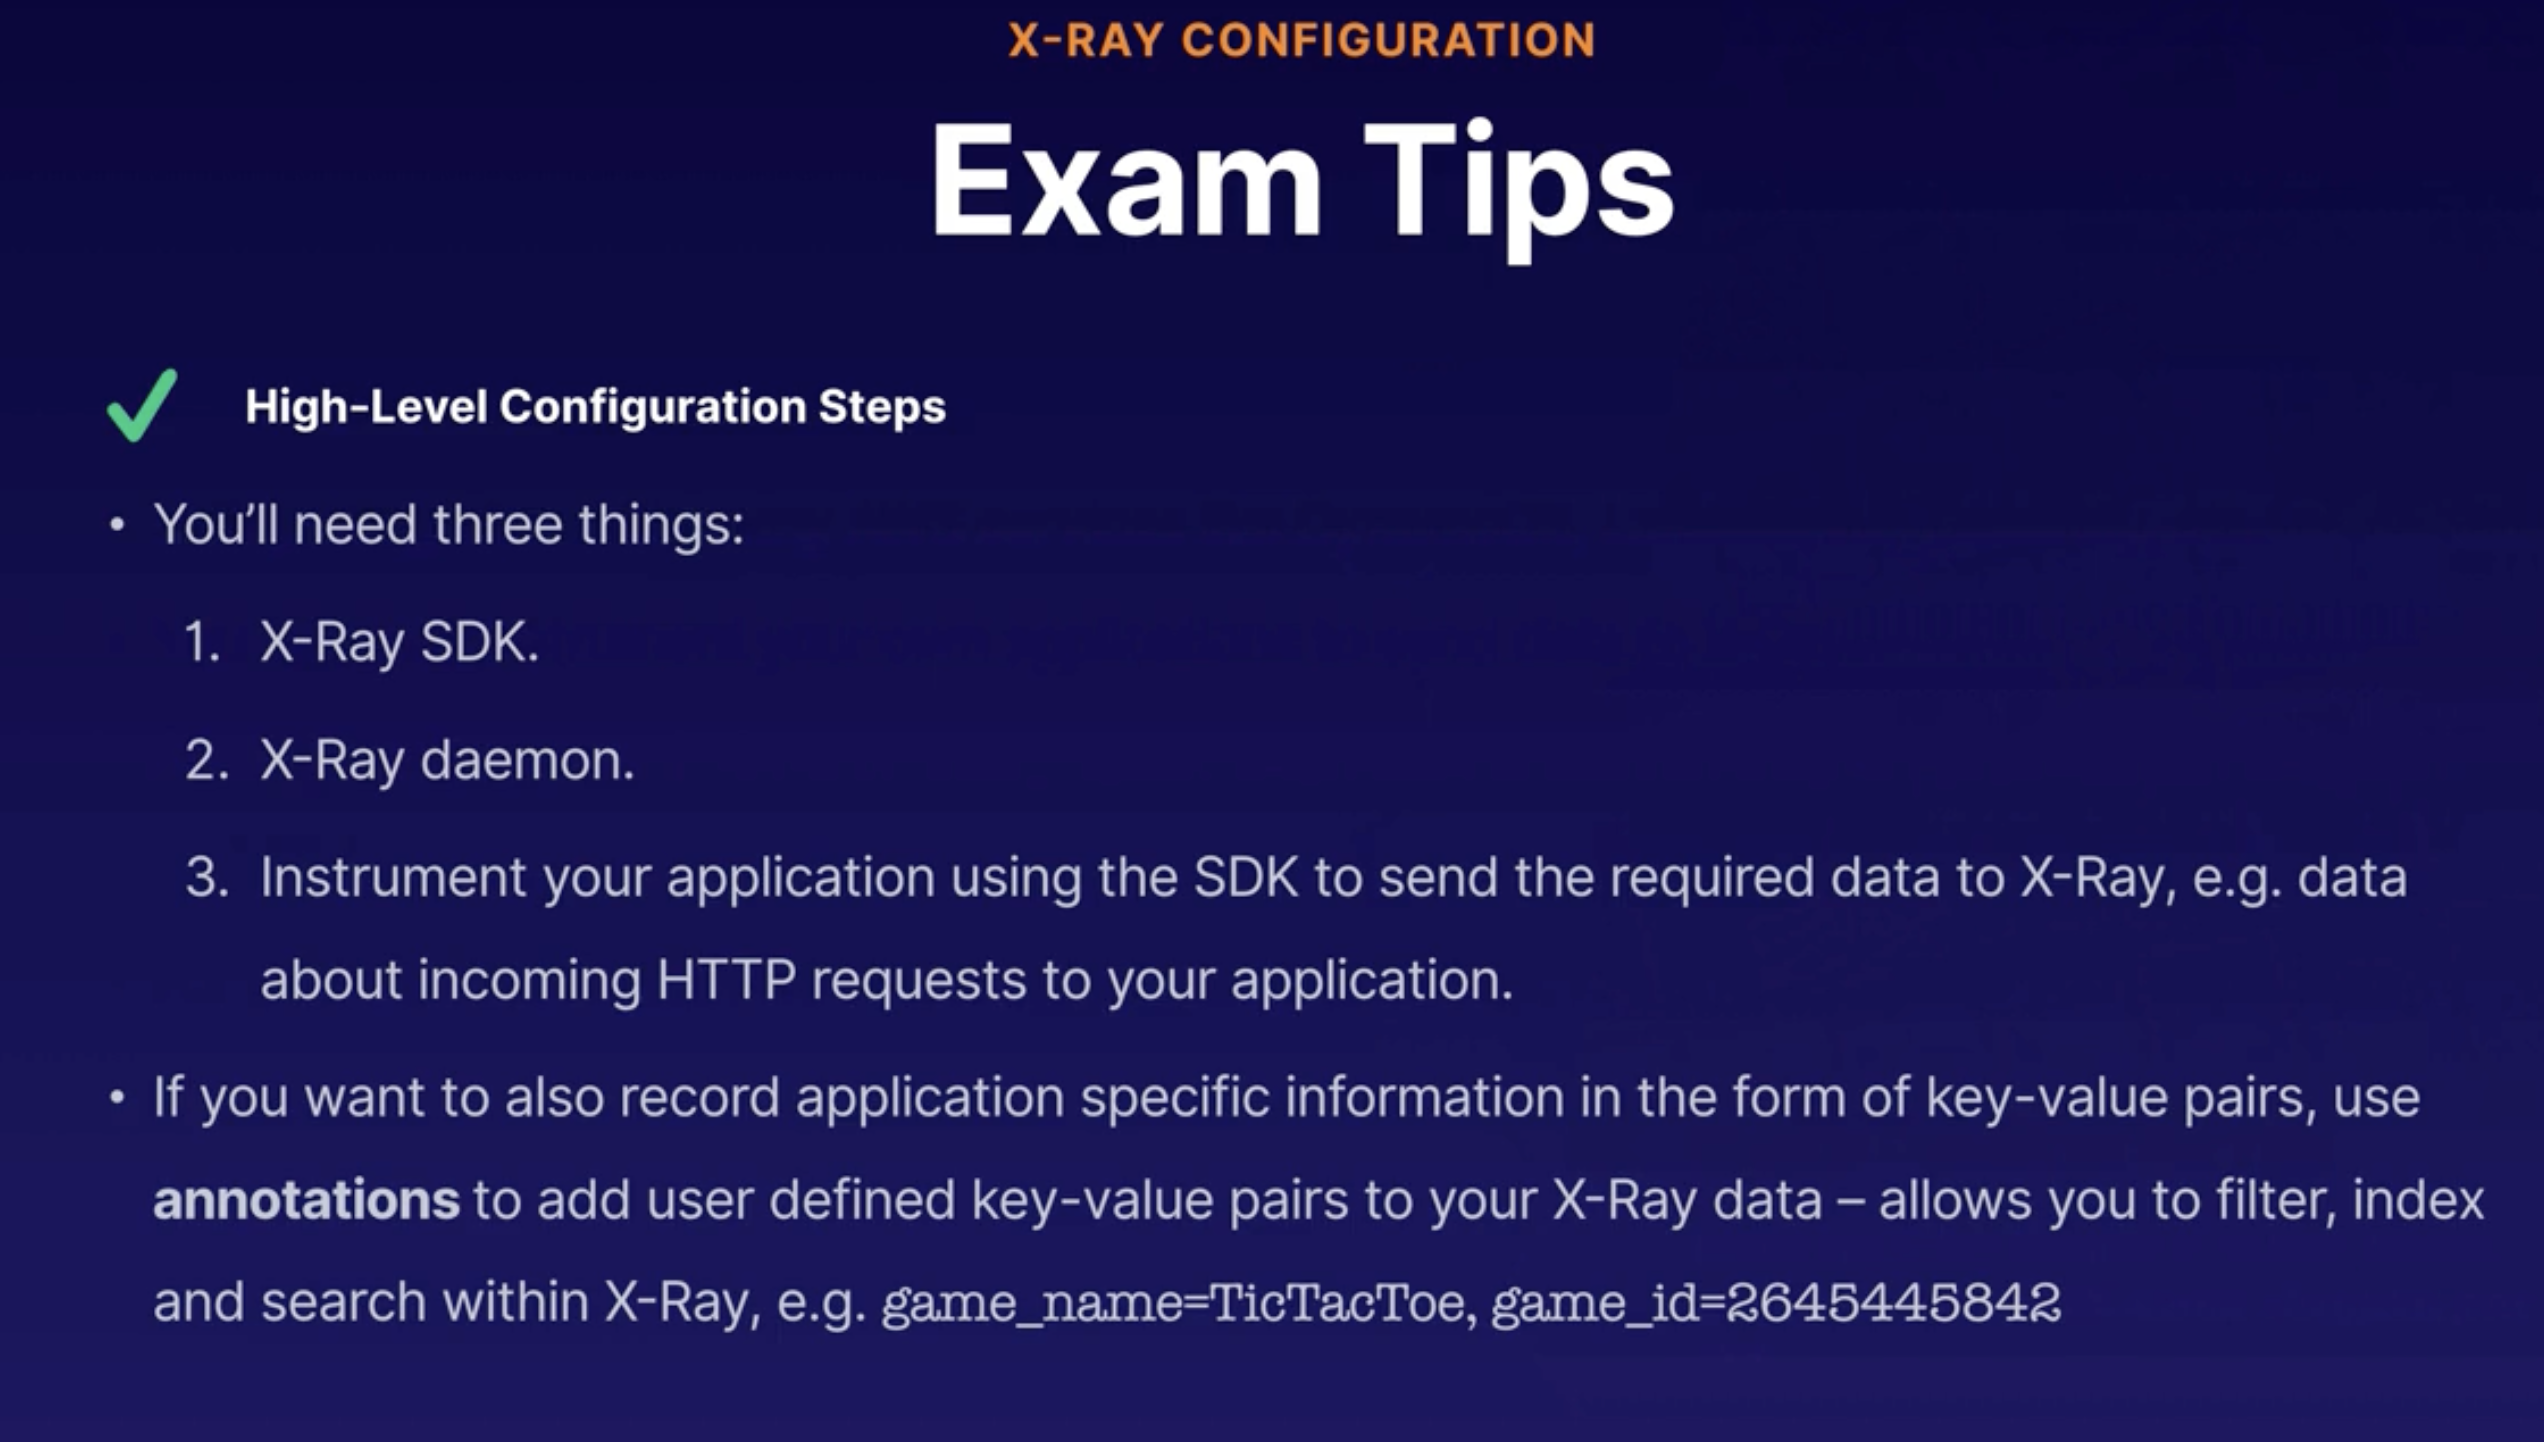 X-RAY CONFIGURATION
Exam Tips
High-Level Configuration Steps
• You’ll need three things:
1. X-Ray SDK.
2. X-Ray daemon.
3. Instrument your application using the SDK to send the required data to X-Ray, e.g. data
about incoming HTTP requests to your application.
• If you want to also record application specific information in the form of key-value pairs, use
annotations to add user defined key-value pairs to your X-Ray data – allows you to filter, index
and search within X-Ray, e.g. game_name=TicTacToe, game_id=2645445842